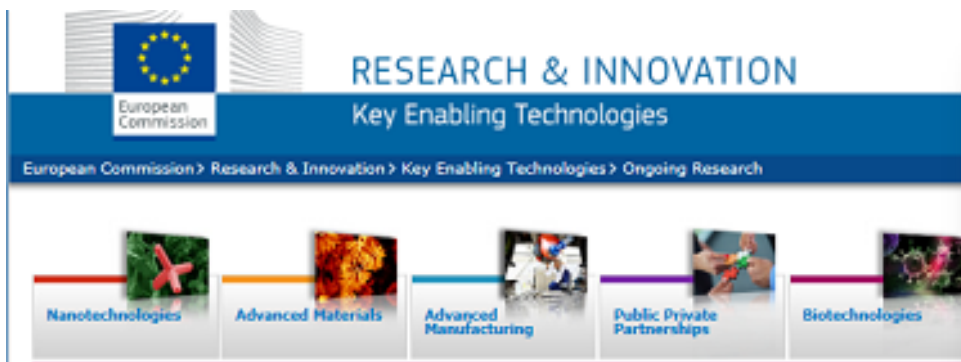 RESEARCH & INNOVATION
European
Commission
Key Enabling Technologies
European Commission > Research & Innovation > Key Enabling Technologies > Ongoing Research
Nanotechnologies
Advanced Materials
Advanced
Manufacturing
Public Private
Partnerships
Biotechnologies